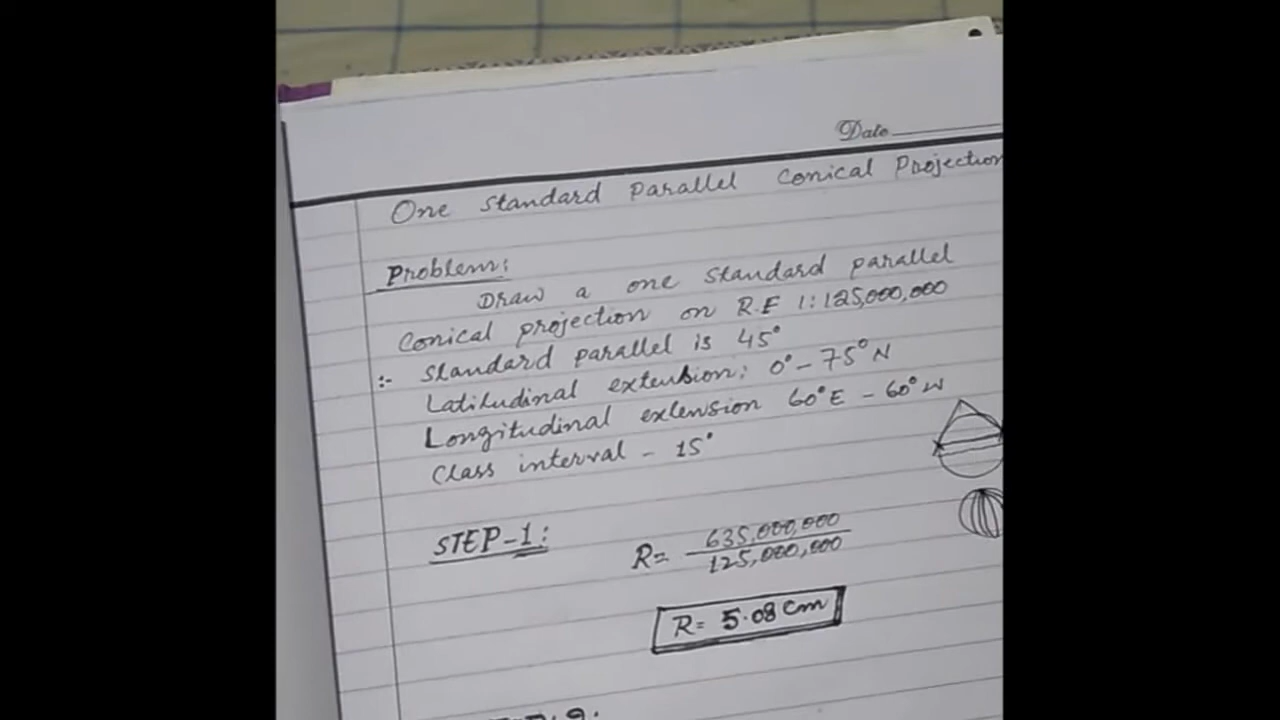 Date
One Standard Parallel Conical Projection
Problem:
Draw a one standard parallel
Conical projection on R.F 1:125,000,000
:- Standard parallel is 45°
Latitudinal extension: 0° - 75° N
Longitudinal extension 60°E - 60° W
Class interval - 15°
STEP-1:
R= 635,000,000
125,000,000
R= 5.08 Cm